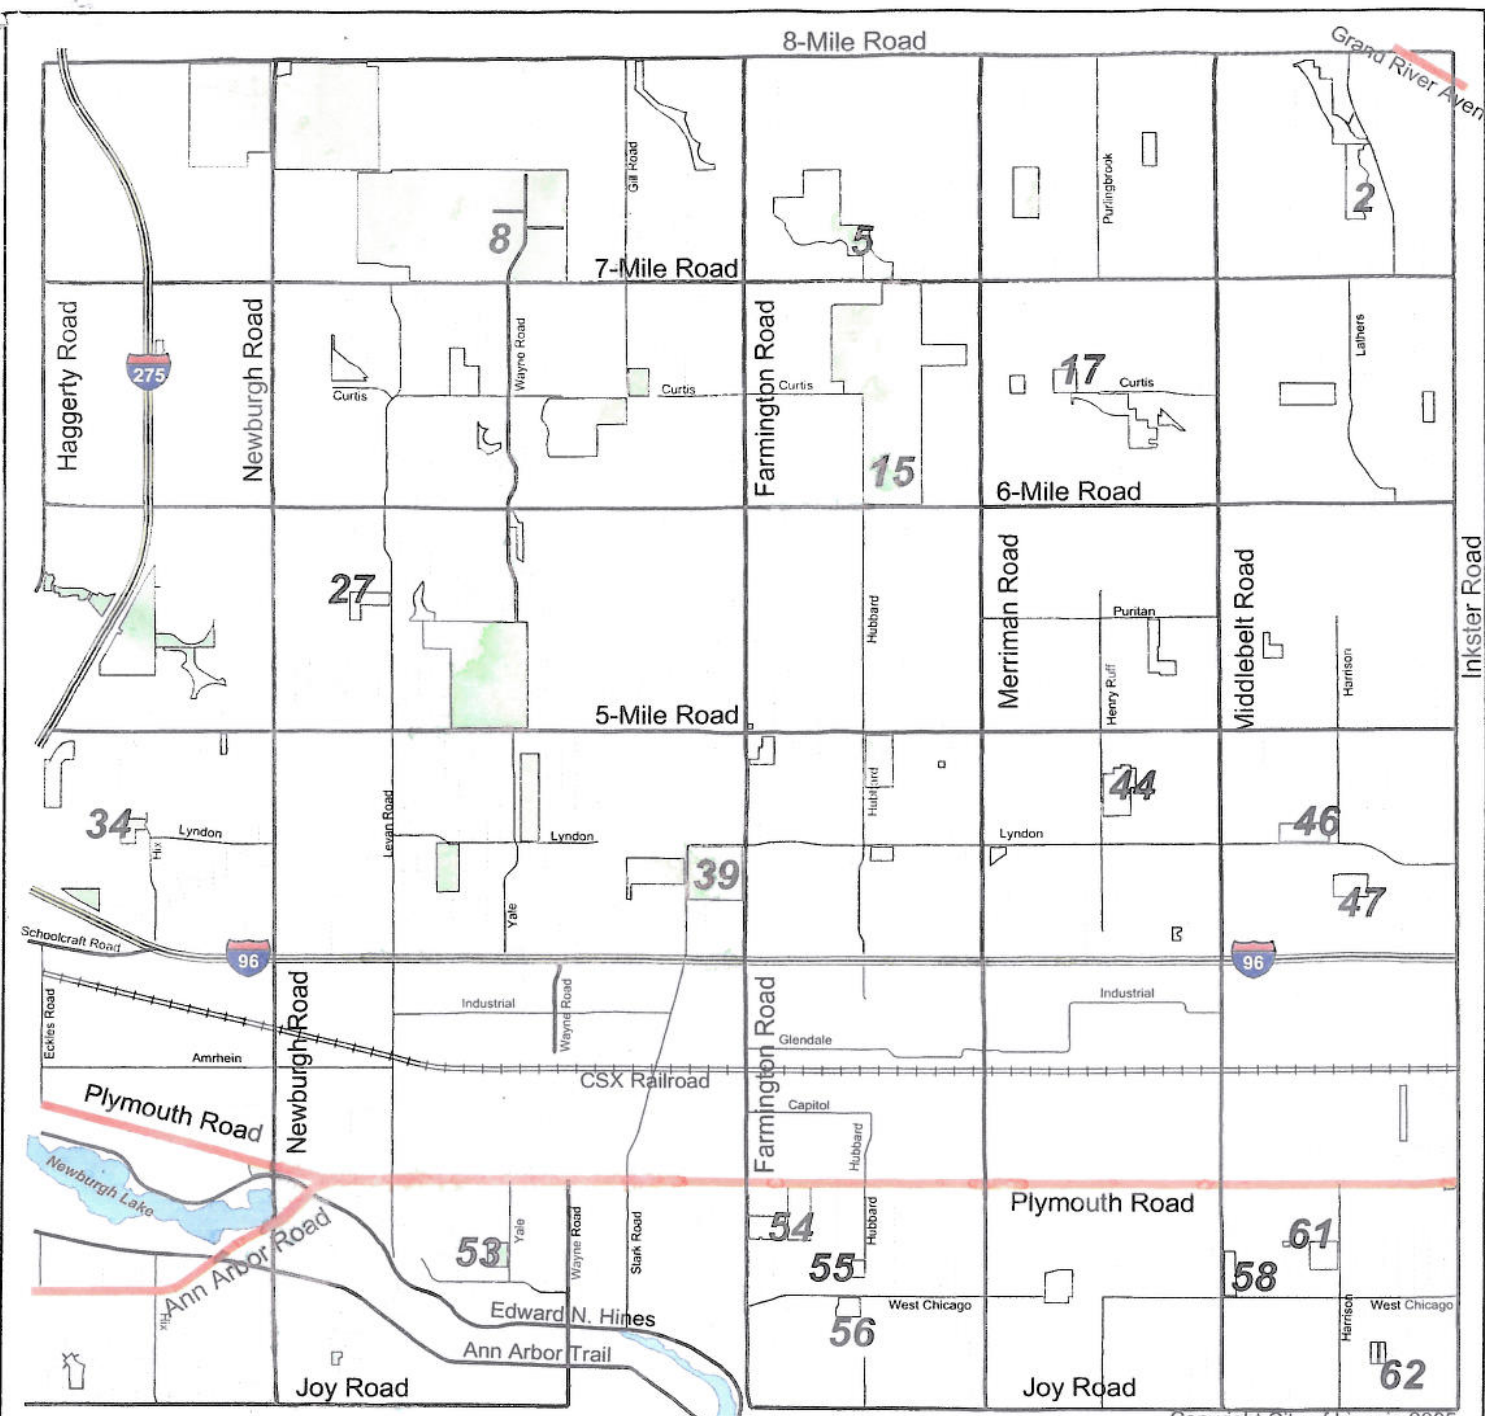 8-Mile Road
Grand River Aven
Gill Road
Purlingbrook
2
8
5
7-Mile Road
Haggerty Road
275
Newburgh Road
Wayne Road
Farmington Road
Lathers
Curtis
Curtis
Curtis
17
Curtis
15
6-Mile Road
27
Hubbard
Merriman Road
Puritan
Henry Ruff
Middlebelt Road
Harrison
Inkster Road
5-Mile Road
34
Lyndon
Hix
Levan Road
Lyndon
Yale
39
Hubbard
Lyndon
44
46
47
Schoolcraft Road
96
96
Eckles Road
Newburgh Road
Industrial
Wayne Road
Farmington Road
Industrial
Glendale
Amrhein
CSX Railroad
Plymouth Road
Capitol
Hubbard
Newburgh Lake
Plymouth Road
Ann Arbor Road
53
Yale
Wayne Road
Stark Road
54
Hubbard
55
61
58
Hix
Edward N. Hines
West Chicago
56
Harrison
West Chicago
Ann Arbor Trail
62
Joy Road
Joy Road